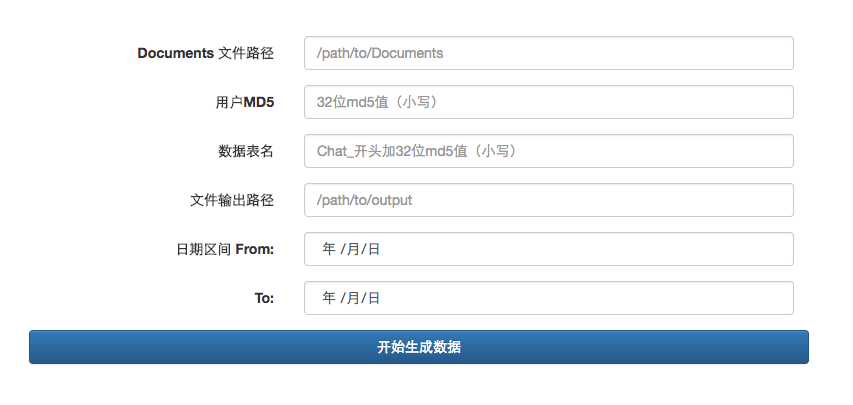 Documents 文件路径 /path/to/Documents
用户MD5 32位md5值（小写）
数据表名 Chat_开头加32位md5值（小写）
文件输出路径 /path/to/output
日期区间 From: 年 /月/日
To: 年 /月/日
开始生成数据